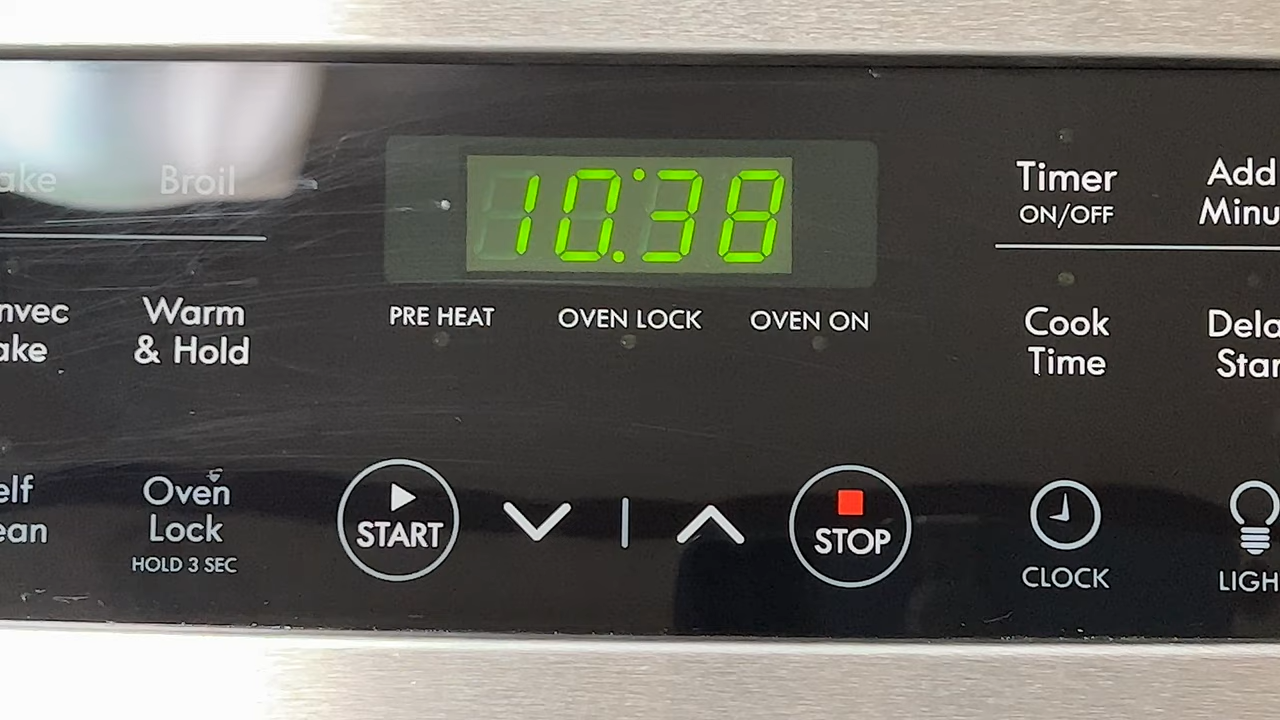 10:38
ake
Broil
Timer
ON/OFF
Add
Minu
PRE HEAT
OVEN LOCK
OVEN ON
nvec
ake
Warm
& Hold
Cook
Time
Dela
Star
elf
ean
Oven
Lock
HOLD 3 SEC
START
STOP
CLOCK
LIGH